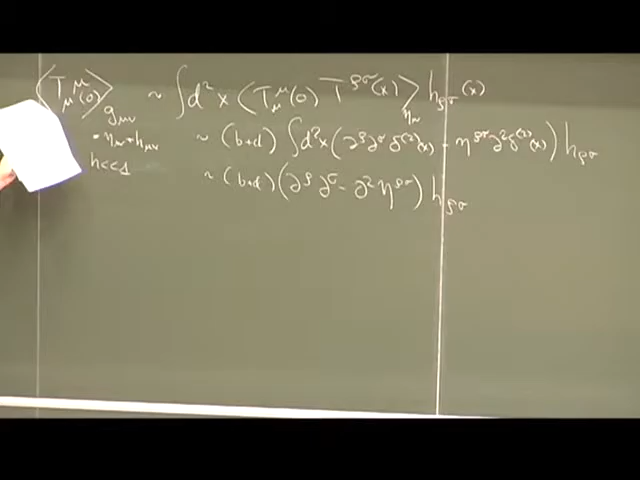 ⟨T_μ^μ(0)⟩_{g_μν = η_μν + h_μν, h<<1} ~ ∫d²x ⟨T_μ^μ(0) T^{ρσ}(x)⟩_{η_μν} h_{ρσ}(x)
~ (b+d) ∫d²x (∂^ρ∂^σ δ^{(2)}(x) - η^{ρσ}∂²δ^{(2)}(x)) h_{ρσ}
~ (b+d) (∂^ρ∂^σ - ∂²η^{ρσ}) h_{ρσ}